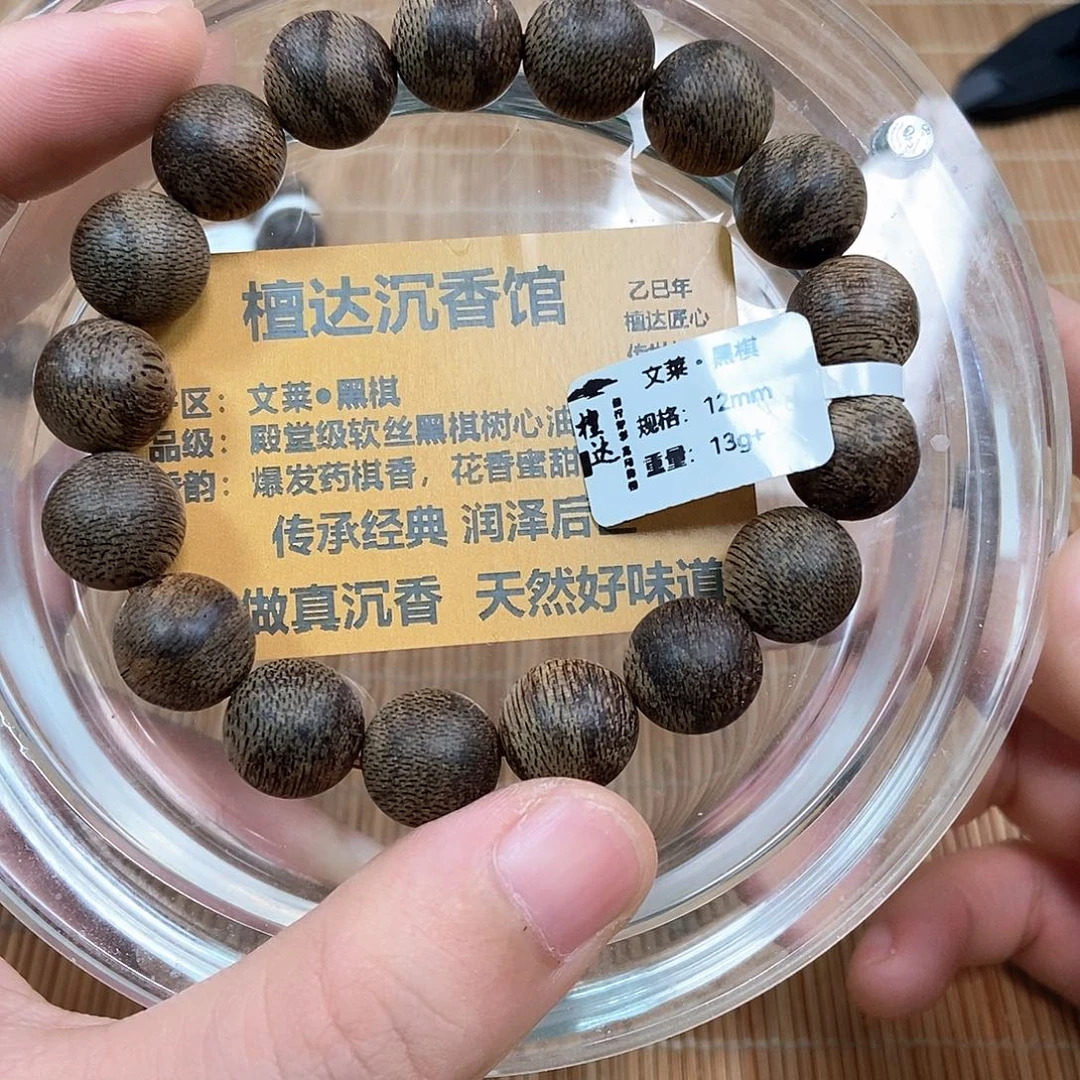 檀达沉香馆
乙巳年
檀达匠心
区：文莱•黑棋
品级：殿堂级软丝黑棋树心油
韵：爆发药棋香，花香蜜甜
传承经典 润泽后
做真沉香 天然好味道
檀达
文莱•黑棋
规格：12mm
重量：13g+